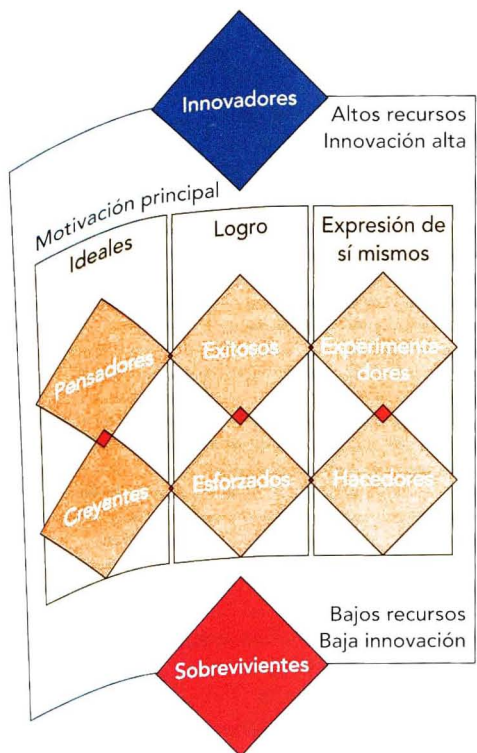 Innovadores
Altos recursos
Innovación alta
Motivación principal
Ideales
Logro
Expresión de
sí mismos
Pensadores
Exitosos
Experimenta-
dores
Creyentes
Esforzados
Hacedores
Bajos recursos
Baja innovación
Sobrevivientes